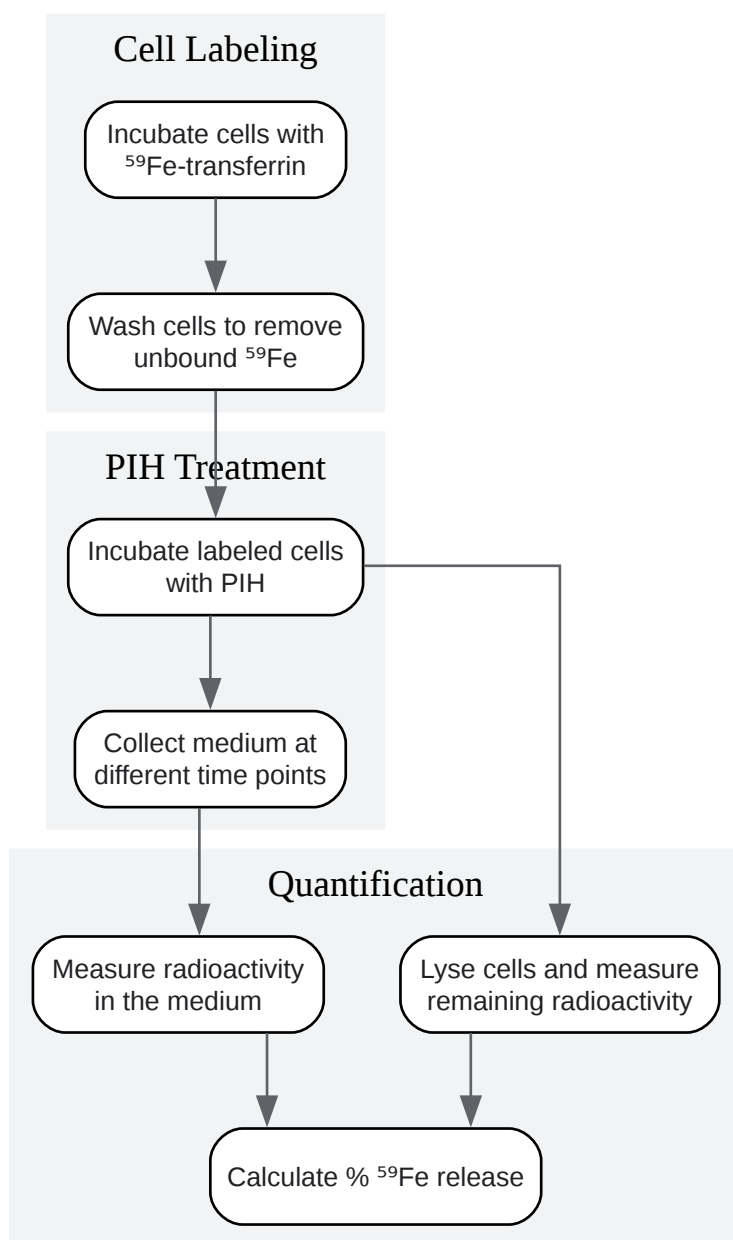 Cell Labeling
Incubate cells with
⁵⁹Fe-transferrin
Wash cells to remove
unbound ⁵⁹Fe
PIH Treatment
Incubate labeled cells
with PIH
Collect medium at
different time points
Quantification
Measure radioactivity
in the medium
Lyse cells and measure
remaining radioactivity
Calculate % ⁵⁹Fe release